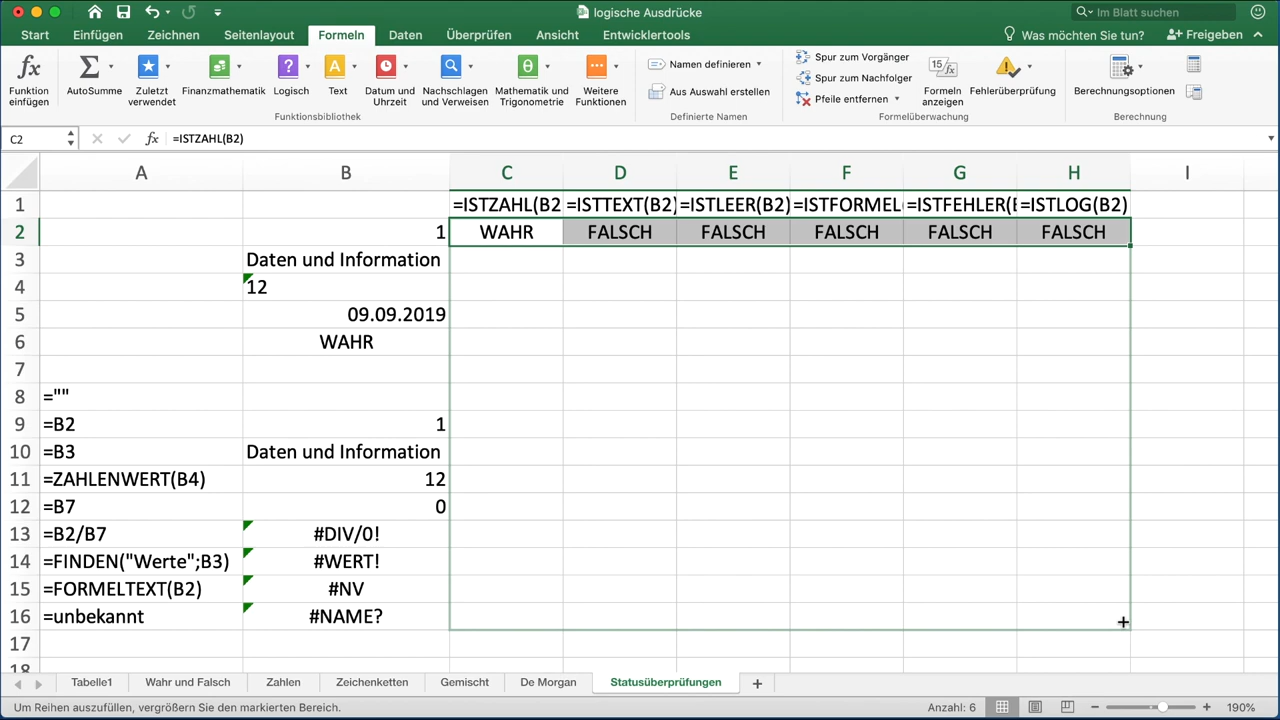 logische Ausdrücke
Im Blatt suchen
Start Einfügen Zeichnen Seitenlayout Formeln Daten Überprüfen Ansicht Entwicklertools Was möchten Sie tun? Freigeben
Funktion einfügen
AutoSumme
Zuletzt verwendet
Finanzmathematik
Logisch
Text
Datum und Uhrzeit
Nachschlagen und Verweisen
Mathematik und Trigonometrie
Weitere Funktionen
Funktionsbibliothek
Namen definieren
Aus Auswahl erstellen
Definierte Namen
Spur zum Vorgänger
Spur zum Nachfolger
Pfeile entfernen
Formeln anzeigen
Fehlerüberprüfung
Formelüberwachung
Berechnungsoptionen
Berechnung
C2 fx =ISTZAHL(B2)
A B C D E F G H I
1 =ISTZAHL(B2 =ISTTEXT(B2) =ISTLEER(B2) =ISTFORMEL( =ISTFEHLER( =ISTLOG(B2)
2 1 WAHR FALSCH FALSCH FALSCH FALSCH FALSCH
3 Daten und Information
4 12
5 09.09.2019
6 WAHR
7
8 =""
9 =B2 1
10 =B3 Daten und Information
11 =ZAHLENWERT(B4) 12
12 =B7 0
13 =B2/B7 #DIV/0!
14 =FINDEN("Werte";B3) #WERT!
15 =FORMELTEXT(B2) #NV
16 =unbekannt #NAME?
17
18
Tabelle1 Wahr und Falsch Zahlen Zeichenketten Gemischt De Morgan Statusüberprüfungen
Um Reihen auszufüllen, vergrößern Sie den markierten Bereich. Anzahl: 6 190%